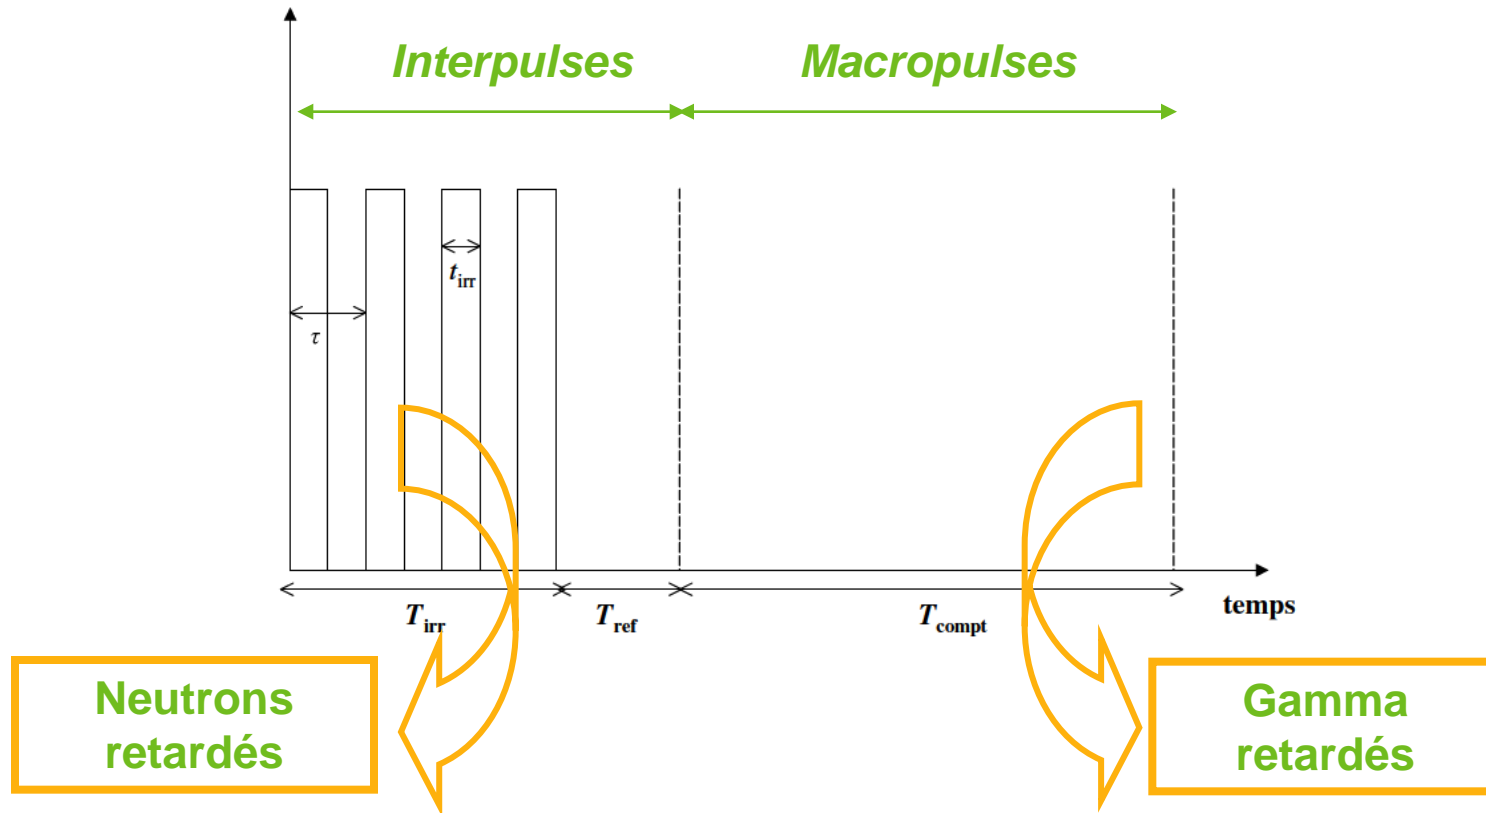 Interpulses
Macropulses
t_irr
τ
T_irr
T_ref
T_compt
temps
Neutrons
retardés
Gamma
retardés